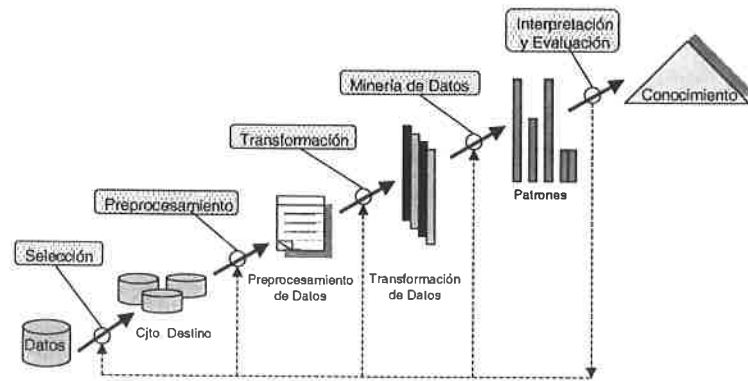 Interpretación
y Evaluación
Conocimiento
Minería de Datos
Patrones
Transformación
Transformación
de Datos
Preprocesamiento
Preprocesamiento
de Datos
Selección
Cjto. Destino
Datos